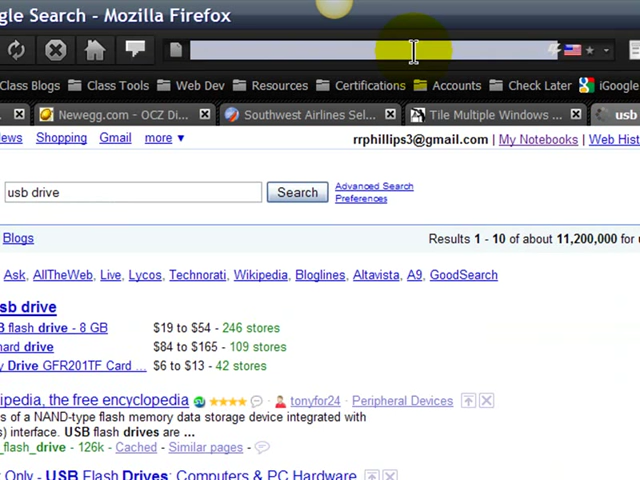 gle Search - Mozilla Firefox
Class Blogs Class Tools Web Dev Resources Certifications Accounts Check Later iGoogle
Newegg.com - OCZ Di... Southwest Airlines Sel... Tile Multiple Windows ... usb
News Shopping Gmail more ▼ rrphillips3@gmail.com | My Notebooks | Web Hist
usb drive Search Advanced Search
Preferences
Blogs Results 1 - 10 of about 11,200,000 for u
Ask, AllTheWeb, Live, Lycos, Technorati, Wikipedia, Bloglines, Altavista, A9, GoodSearch
sb drive
B flash drive - 8 GB $19 to $54 - 246 stores
hard drive $84 to $165 - 109 stores
y Drive GFR201TF Card ... $6 to $13 - 42 stores
ipedia, the free encyclopedia tonyfor24 · Peripheral Devices
s of a NAND-type flash memory data storage device integrated with
s) interface. USB flash drives are ...
_flash_drive - 126k - Cached - Similar pages -
r Only - USB Flash Drives: Computers & PC Hardware